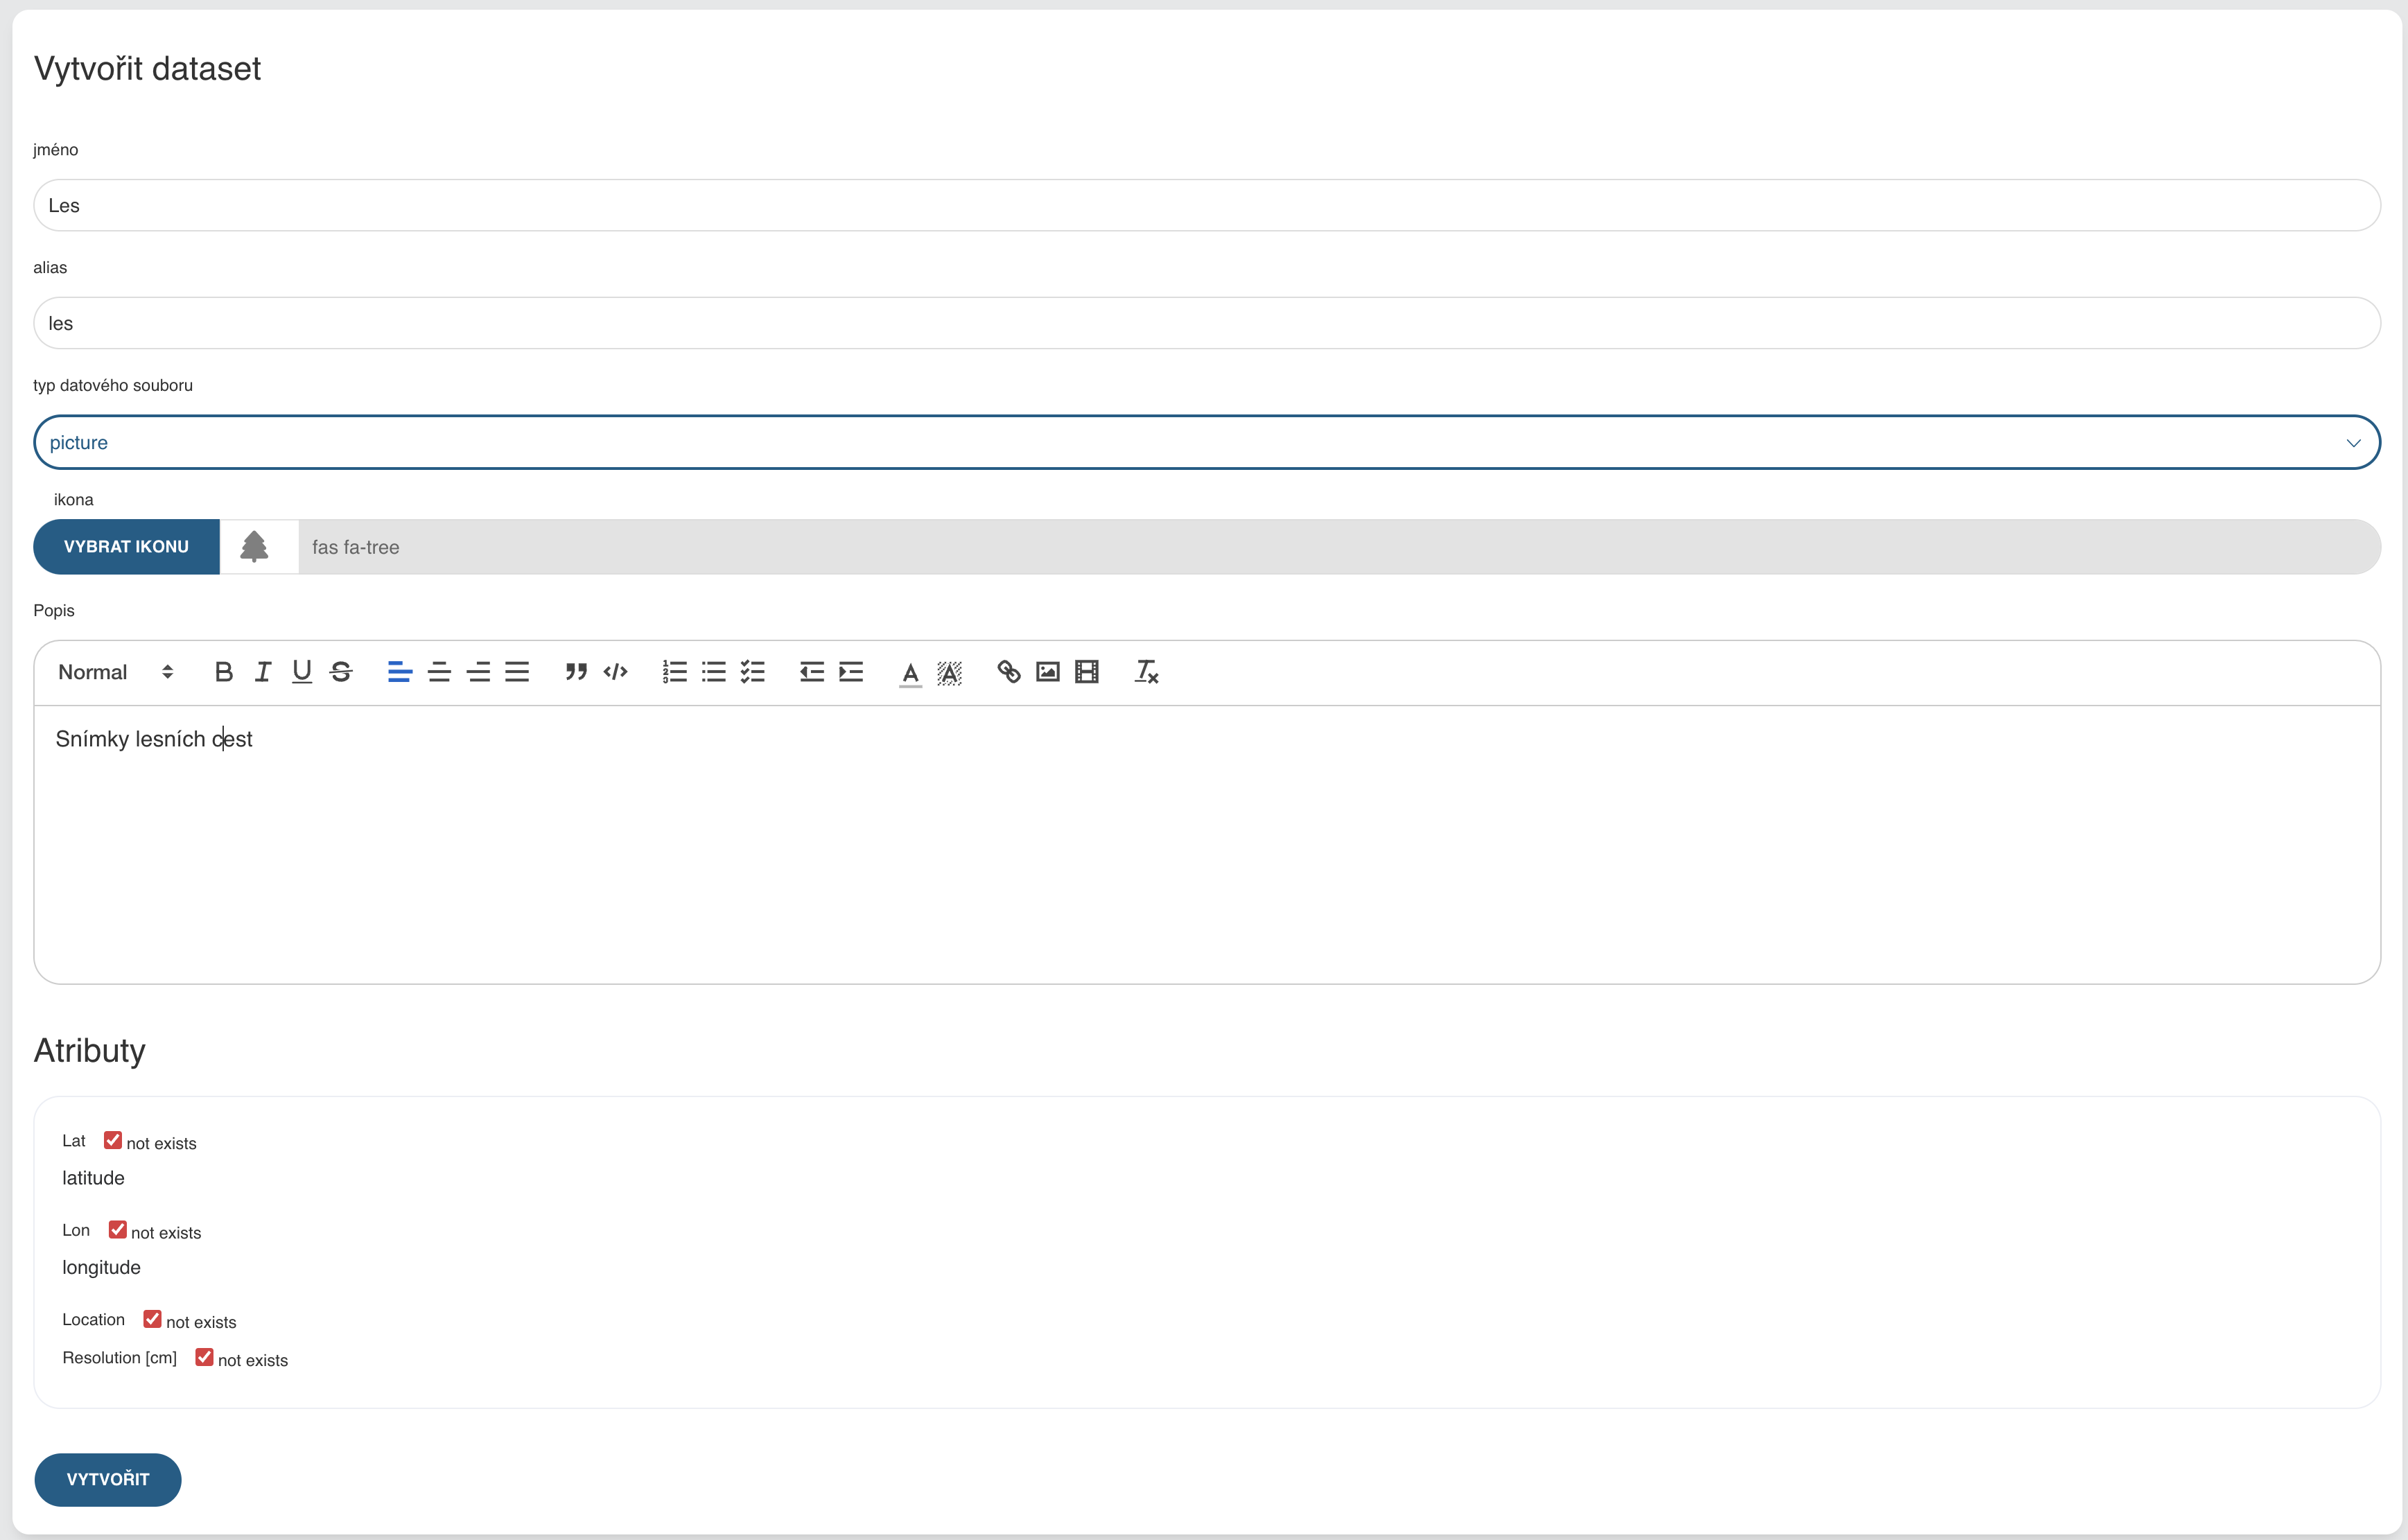 Vytvořit dataset
jméno
Les
alias
les
typ datového souboru
picture
ikona
VYBRAT IKONU fas fa-tree
Popis
Normal
Snímky lesních cest
Atributy
Lat not exists
latitude
Lon not exists
longitude
Location not exists
Resolution [cm] not exists
VYTVOŘIT